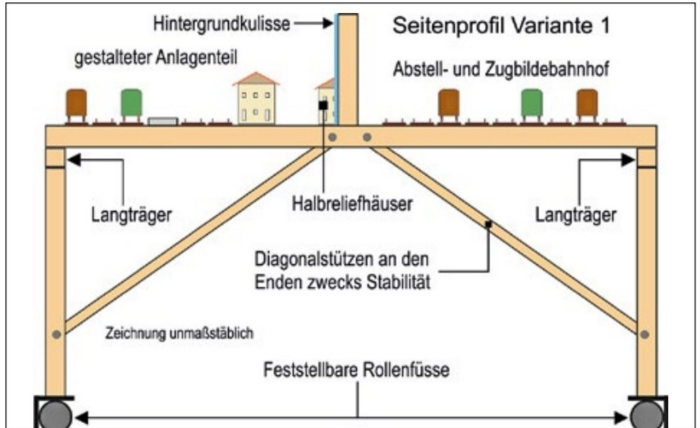 Hintergrundkulisse
Seitenprofil Variante 1
gestalteter Anlagenteil
Abstell- und Zugbildebahnhof
Langträger
Halbreliefhäuser
Langträger
Diagonalstützen an den
Enden zwecks Stabilität
Zeichnung unmaßstäblich
Feststellbare Rollenfüsse